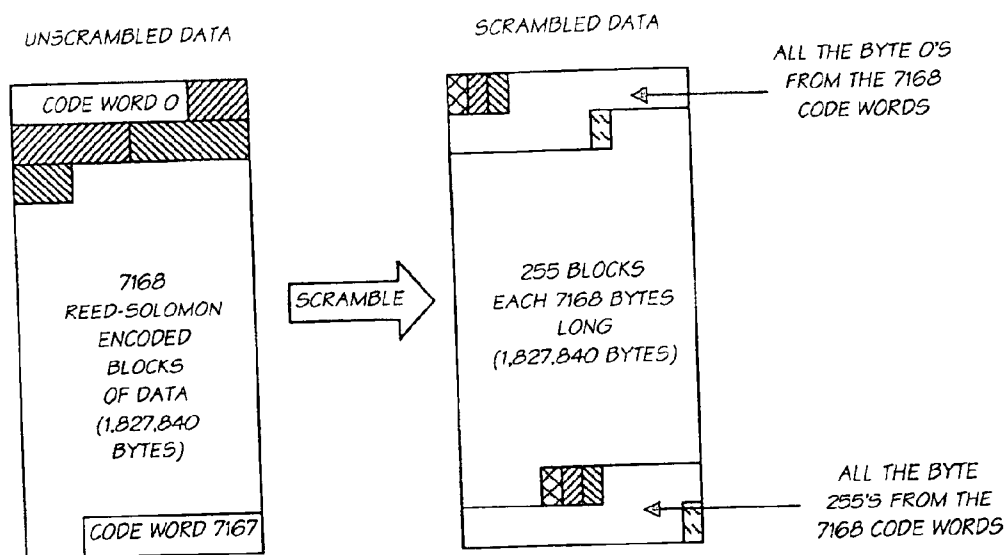 UNSCRAMBLED DATA
SCRAMBLED DATA
CODE WORD 0
ALL THE BYTE 0'S
FROM THE 7168
CODE WORDS
7168
REED-SOLOMON
ENCODED
BLOCKS
OF DATA
(1,827,840
BYTES)
SCRAMBLE
255 BLOCKS
EACH 7168 BYTES
LONG
(1,827,840 BYTES)
CODE WORD 7167
ALL THE BYTE
255'S FROM THE
7168 CODE WORDS